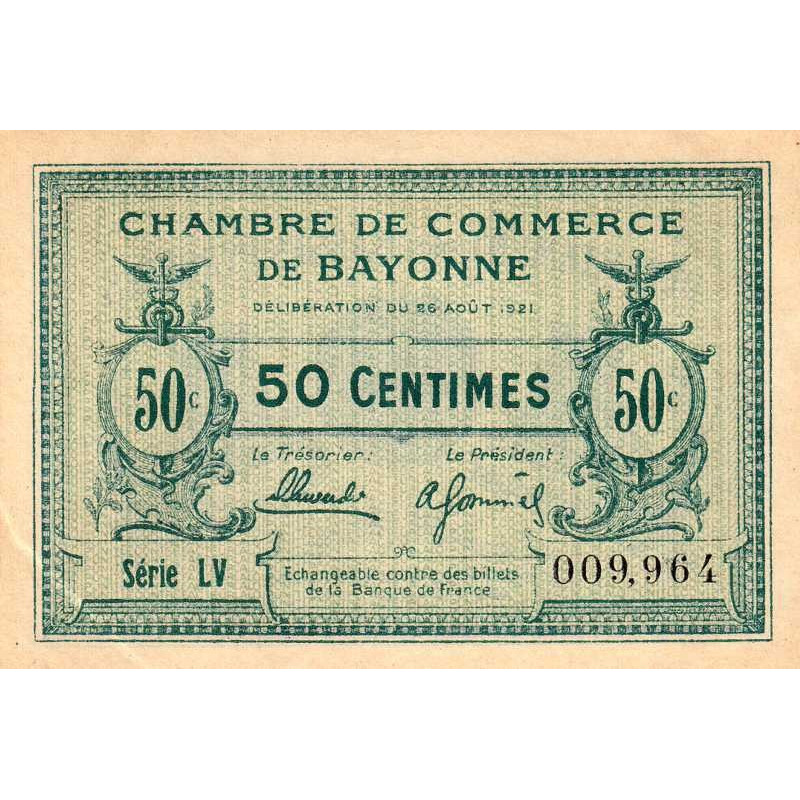 CHAMBRE DE COMMERCE
DE BAYONNE
DÉLIBÉRATION DU 26 AOÛT 1921
50c
50 CENTIMES
50c
Le Trésorier:
Le Président:
Série LV
Echangeable contre des billets
de la Banque de France
009,964